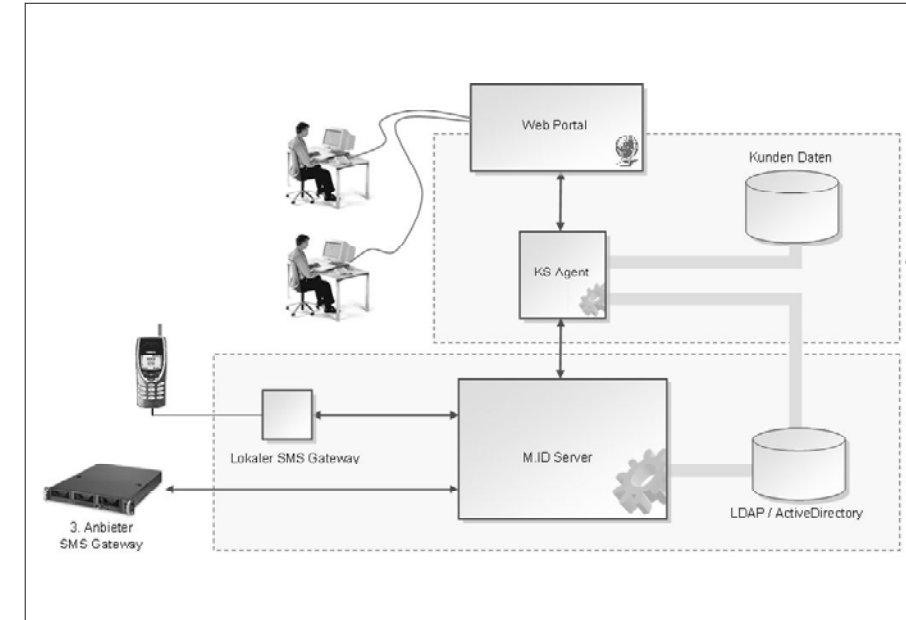 Web Portal
Kunden Daten
KS Agent
Lokaler SMS Gateway
M.ID Server
LDAP / ActiveDirectory
3. Anbieter
SMS Gateway